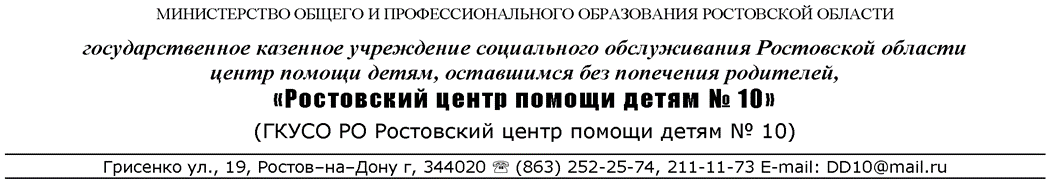 МИНИСТЕРСТВО ОБЩЕГО И ПРОФЕССИОНАЛЬНОГО ОБРАЗОВАНИЯ РОСТОВСКОЙ ОБЛАСТИ
государственное казенное учреждение социального обслуживания Ростовской области
центр помощи детям, оставшимся без попечения родителей,
«Ростовский центр помощи детям № 10»
(ГКУСО РО Ростовский центр помощи детям № 10)
Грисенко ул., 19, Ростов–на–Дону г, 344020 ☏ (863) 252-25-74, 211-11-73 E-mail: DD10@mail.ru